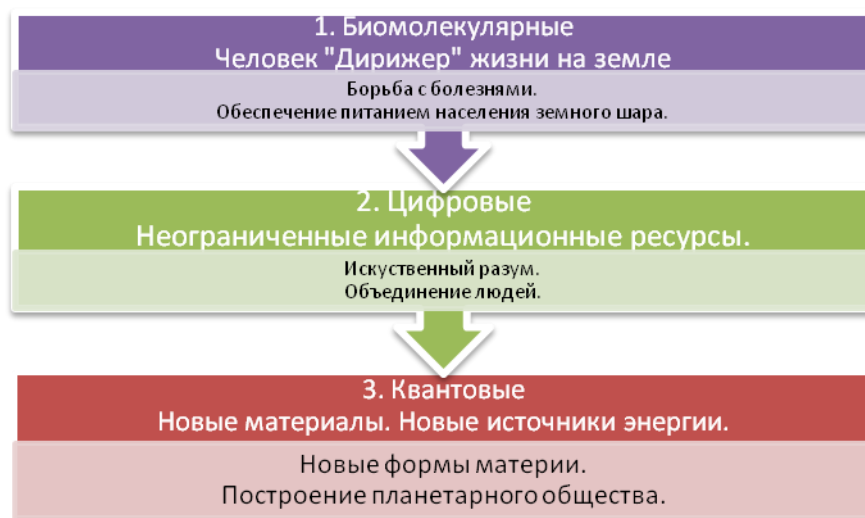 1. Биомолекулярные
Человек "Дирижер" жизни на земле
Борьба с болезнями.
Обеспечение питанием населения земного шара.
2. Цифровые
Неограниченные информационные ресурсы.
Искуственный разум.
Объединение людей.
3. Квантовые
Новые материалы. Новые источники энергии.
Новые формы материи.
Построение планетарного общества.